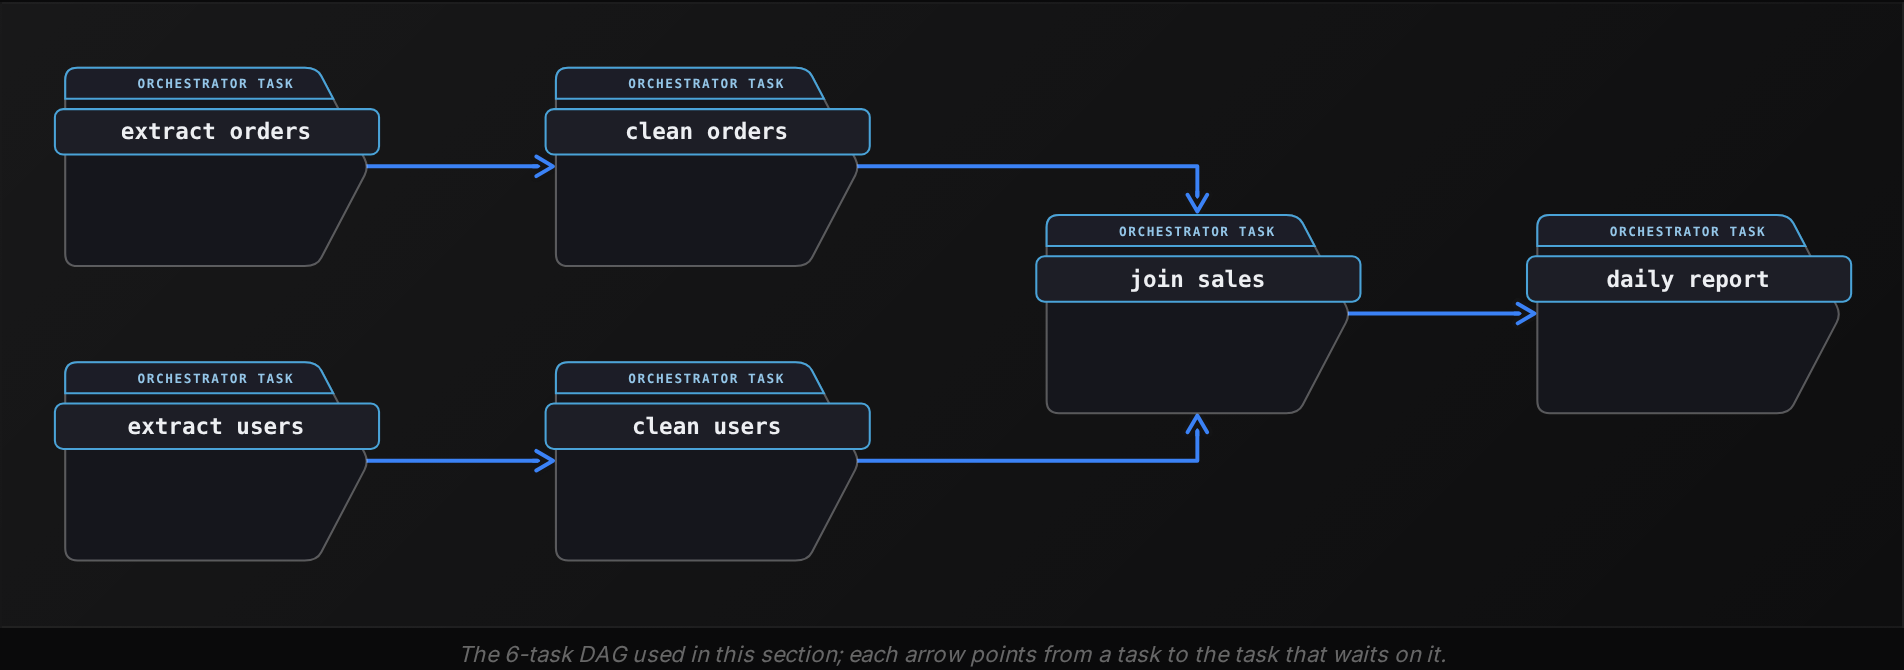 ORCHESTRATOR TASK
extract orders
ORCHESTRATOR TASK
clean orders
ORCHESTRATOR TASK
join sales
ORCHESTRATOR TASK
daily report
ORCHESTRATOR TASK
extract users
ORCHESTRATOR TASK
clean users
The 6-task DAG used in this section; each arrow points from a task to the task that waits on it.